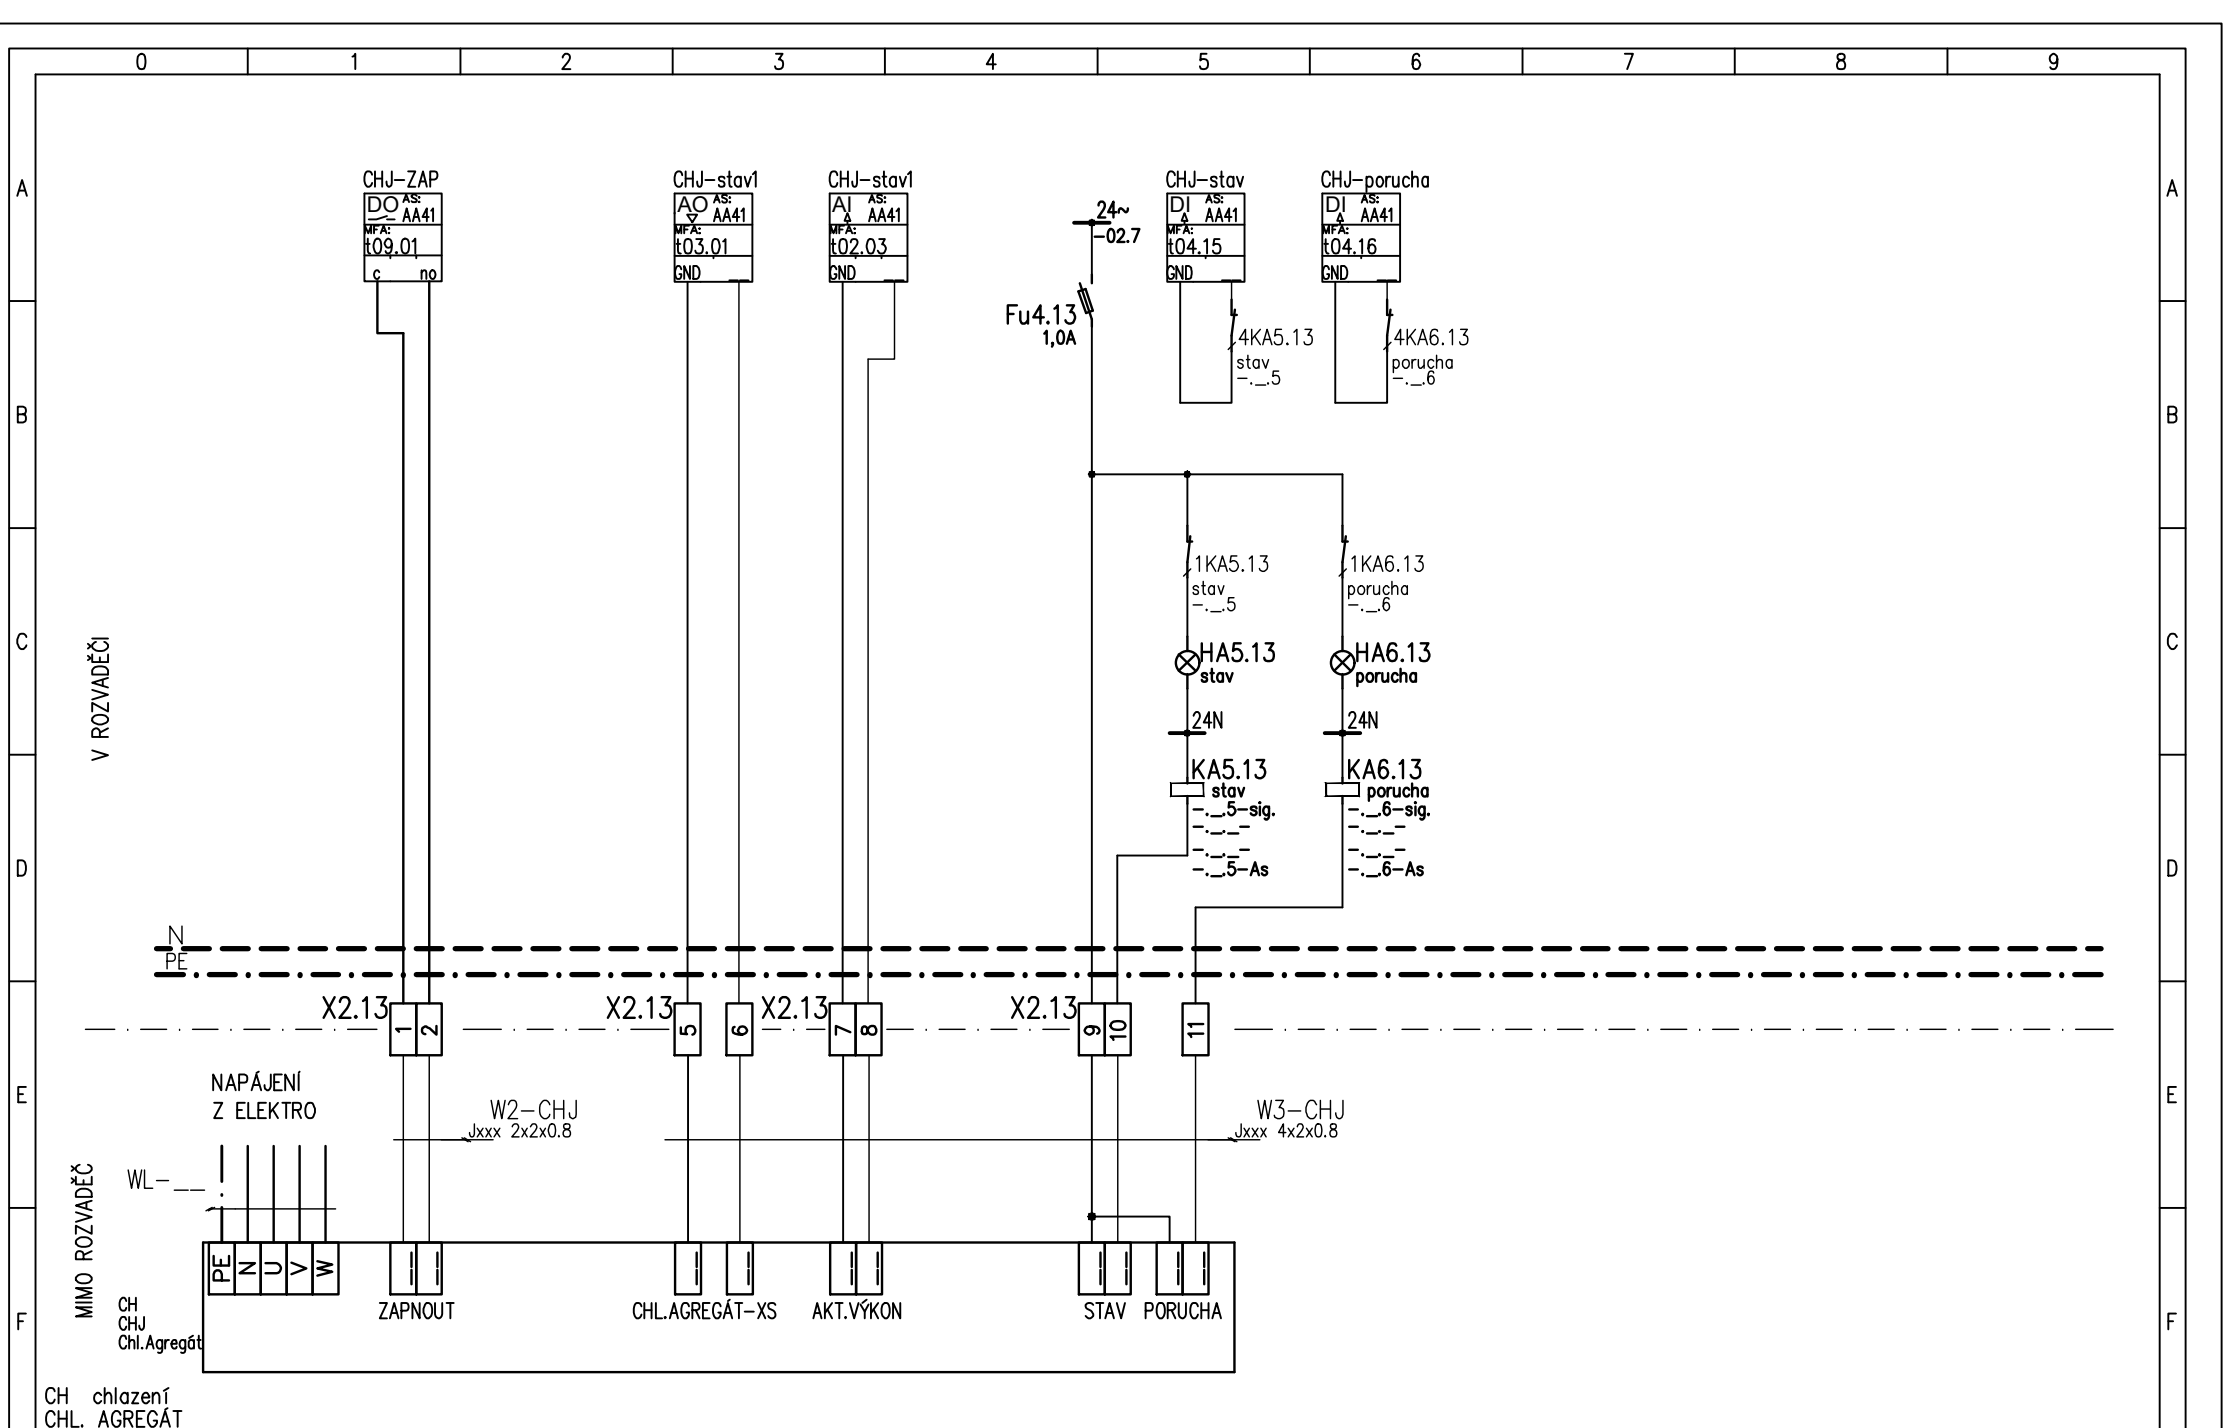 0 1 2 3 4 5 6 7 8 9
A A
CHJ-ZAP
DO AS:
AA41
MFA:
t09.01
c no
CHJ-stav1
AO AS:
AA41
MFA:
t03.01
GND __
CHJ-stav1
AI AS:
AA41
MFA:
t02.03
GND __
24~
-02.7
CHJ-stav
DI AS:
AA41
MFA:
t04.15
GND __
CHJ-porucha
DI AS:
AA41
MFA:
t04.16
GND __
Fu4.13
1,0A
4KA5.13
stav
-._.5
4KA6.13
porucha
-._.6
B B
1KA5.13
stav
-._.5
1KA6.13
porucha
-._.6
C C
V ROZVADĚČI
HA5.13
stav
HA6.13
porucha
24N
24N
KA5.13
stav
-._.5-sig.
-._._-
-._._-
-._.5-As
KA6.13
porucha
-._.6-sig.
-._._-
-._._-
-._.6-As
D D
N
PE
X2.13 1 2
X2.13 5 6
X2.13 7 8
X2.13 9 10 11
E E
NAPÁJENÍ
Z ELEKTRO
W2-CHJ
Jxxx 2x2x0.8
W3-CHJ
Jxxx 4x2x0.8
WL-__
MIMO ROZVADĚČ
PE N U V W
ZAPNOUT
CHL.AGREGÁT-XS
AKT.VÝKON
STAV
PORUCHA
CH
CHJ
Chl.Agregát
F F
CH chlazení
CHL. AGREGÁT